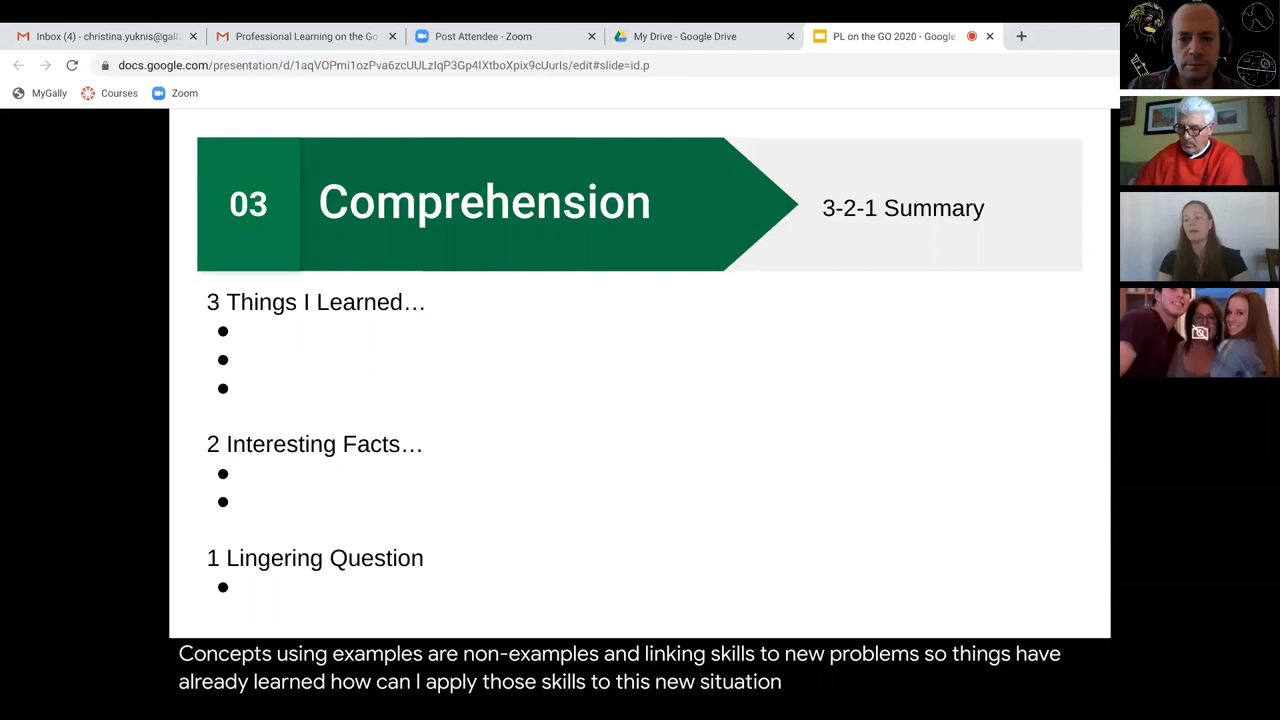 Inbox (4) - christina.yuknis@gall
Professional Learning on the Go
Post Attendee - Zoom
My Drive - Google Drive
PL on the GO 2020 - Google
docs.google.com/presentation/d/1aqVOPmi1ozPva6zcUULzIqP3Gp4IXtboXpix9cUurIs/edit#slide=id.p
MyGally
Courses
Zoom
03
Comprehension
3-2-1 Summary
3 Things I Learned…
2 Interesting Facts…
1 Lingering Question
Concepts using examples are non-examples and linking skills to new problems so things have
already learned how can I apply those skills to this new situation